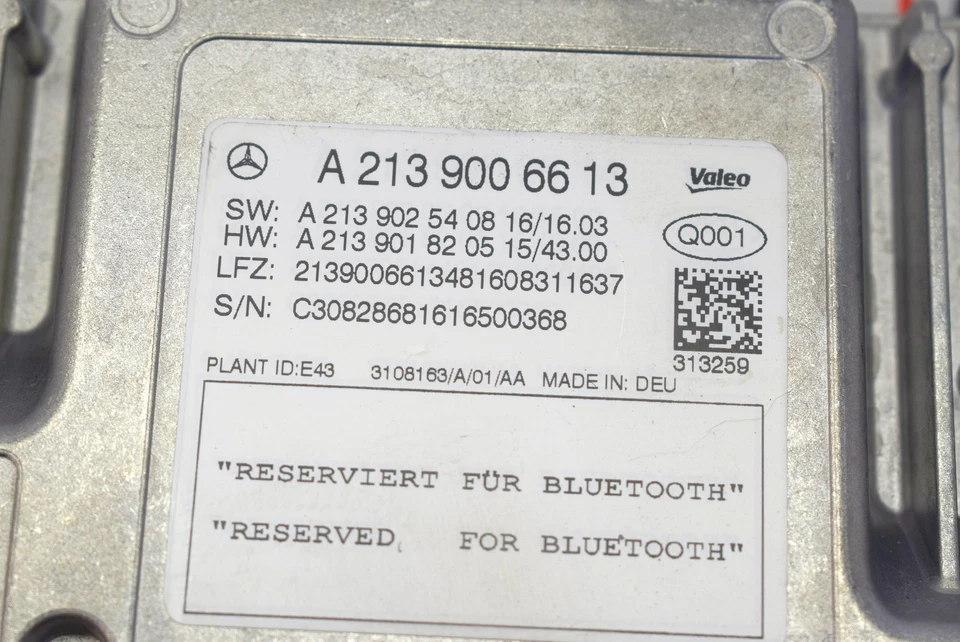 A 213 900 66 13
Valeo
SW: A 213 902 54 08 16/16.03
HW: A 213 901 82 05 15/43.00
Q001
LFZ: 2139006613481608311637
S/N: C30828681616500368
313259
PLANT ID:E43 3108163/A/01/AA MADE IN: DEU
"RESERVIERT FÜR BLUETOOTH"
"RESERVED FOR BLUETOOTH"